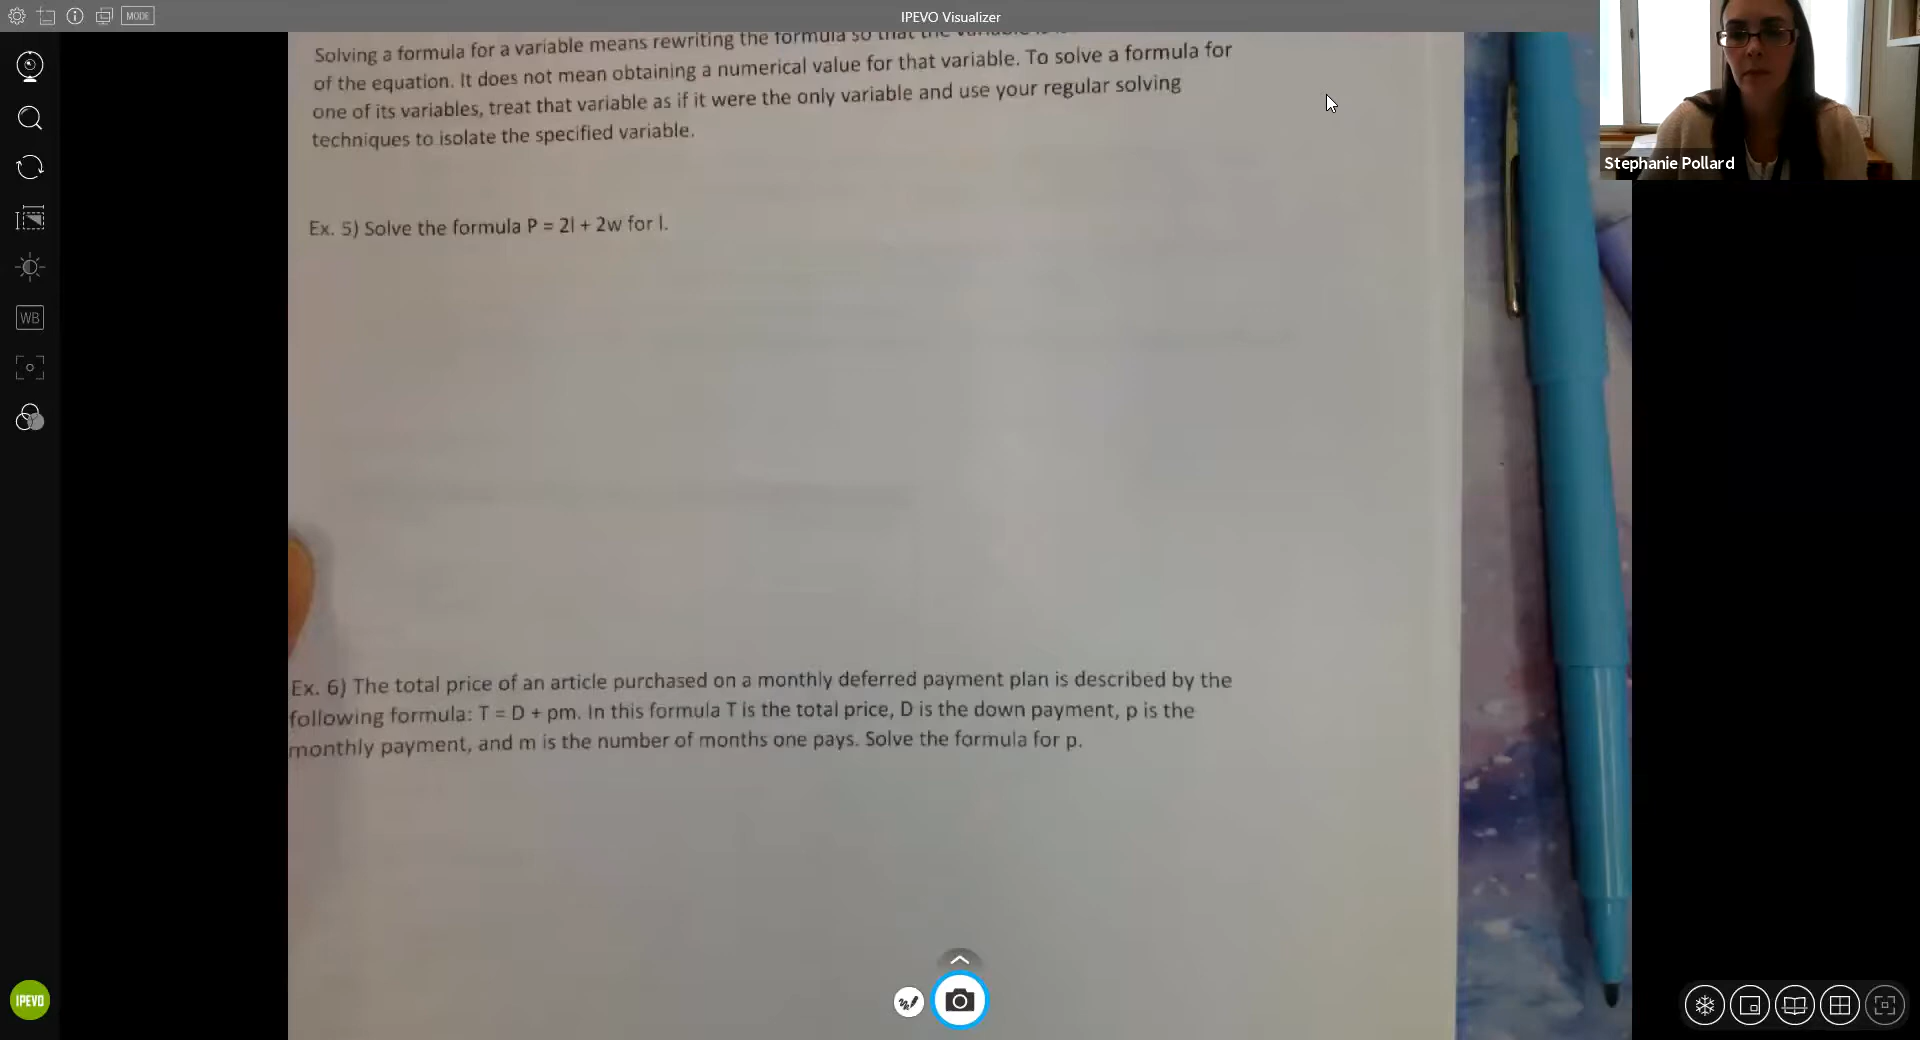 MODE
IPEVO Visualizer
Solving a formula for a variable means rewriting the formula so that the variable is
of the equation. It does not mean obtaining a numerical value for that variable. To solve a formula for
one of its variables, treat that variable as if it were the only variable and use your regular solving
techniques to isolate the specified variable.
Stephanie Pollard
Ex. 5) Solve the formula P = 2l + 2w for l.
WB
Ex. 6) The total price of an article purchased on a monthly deferred payment plan is described by the
following formula: T = D + pm. In this formula T is the total price, D is the down payment, p is the
monthly payment, and m is the number of months one pays. Solve the formula for p.
IPEVO